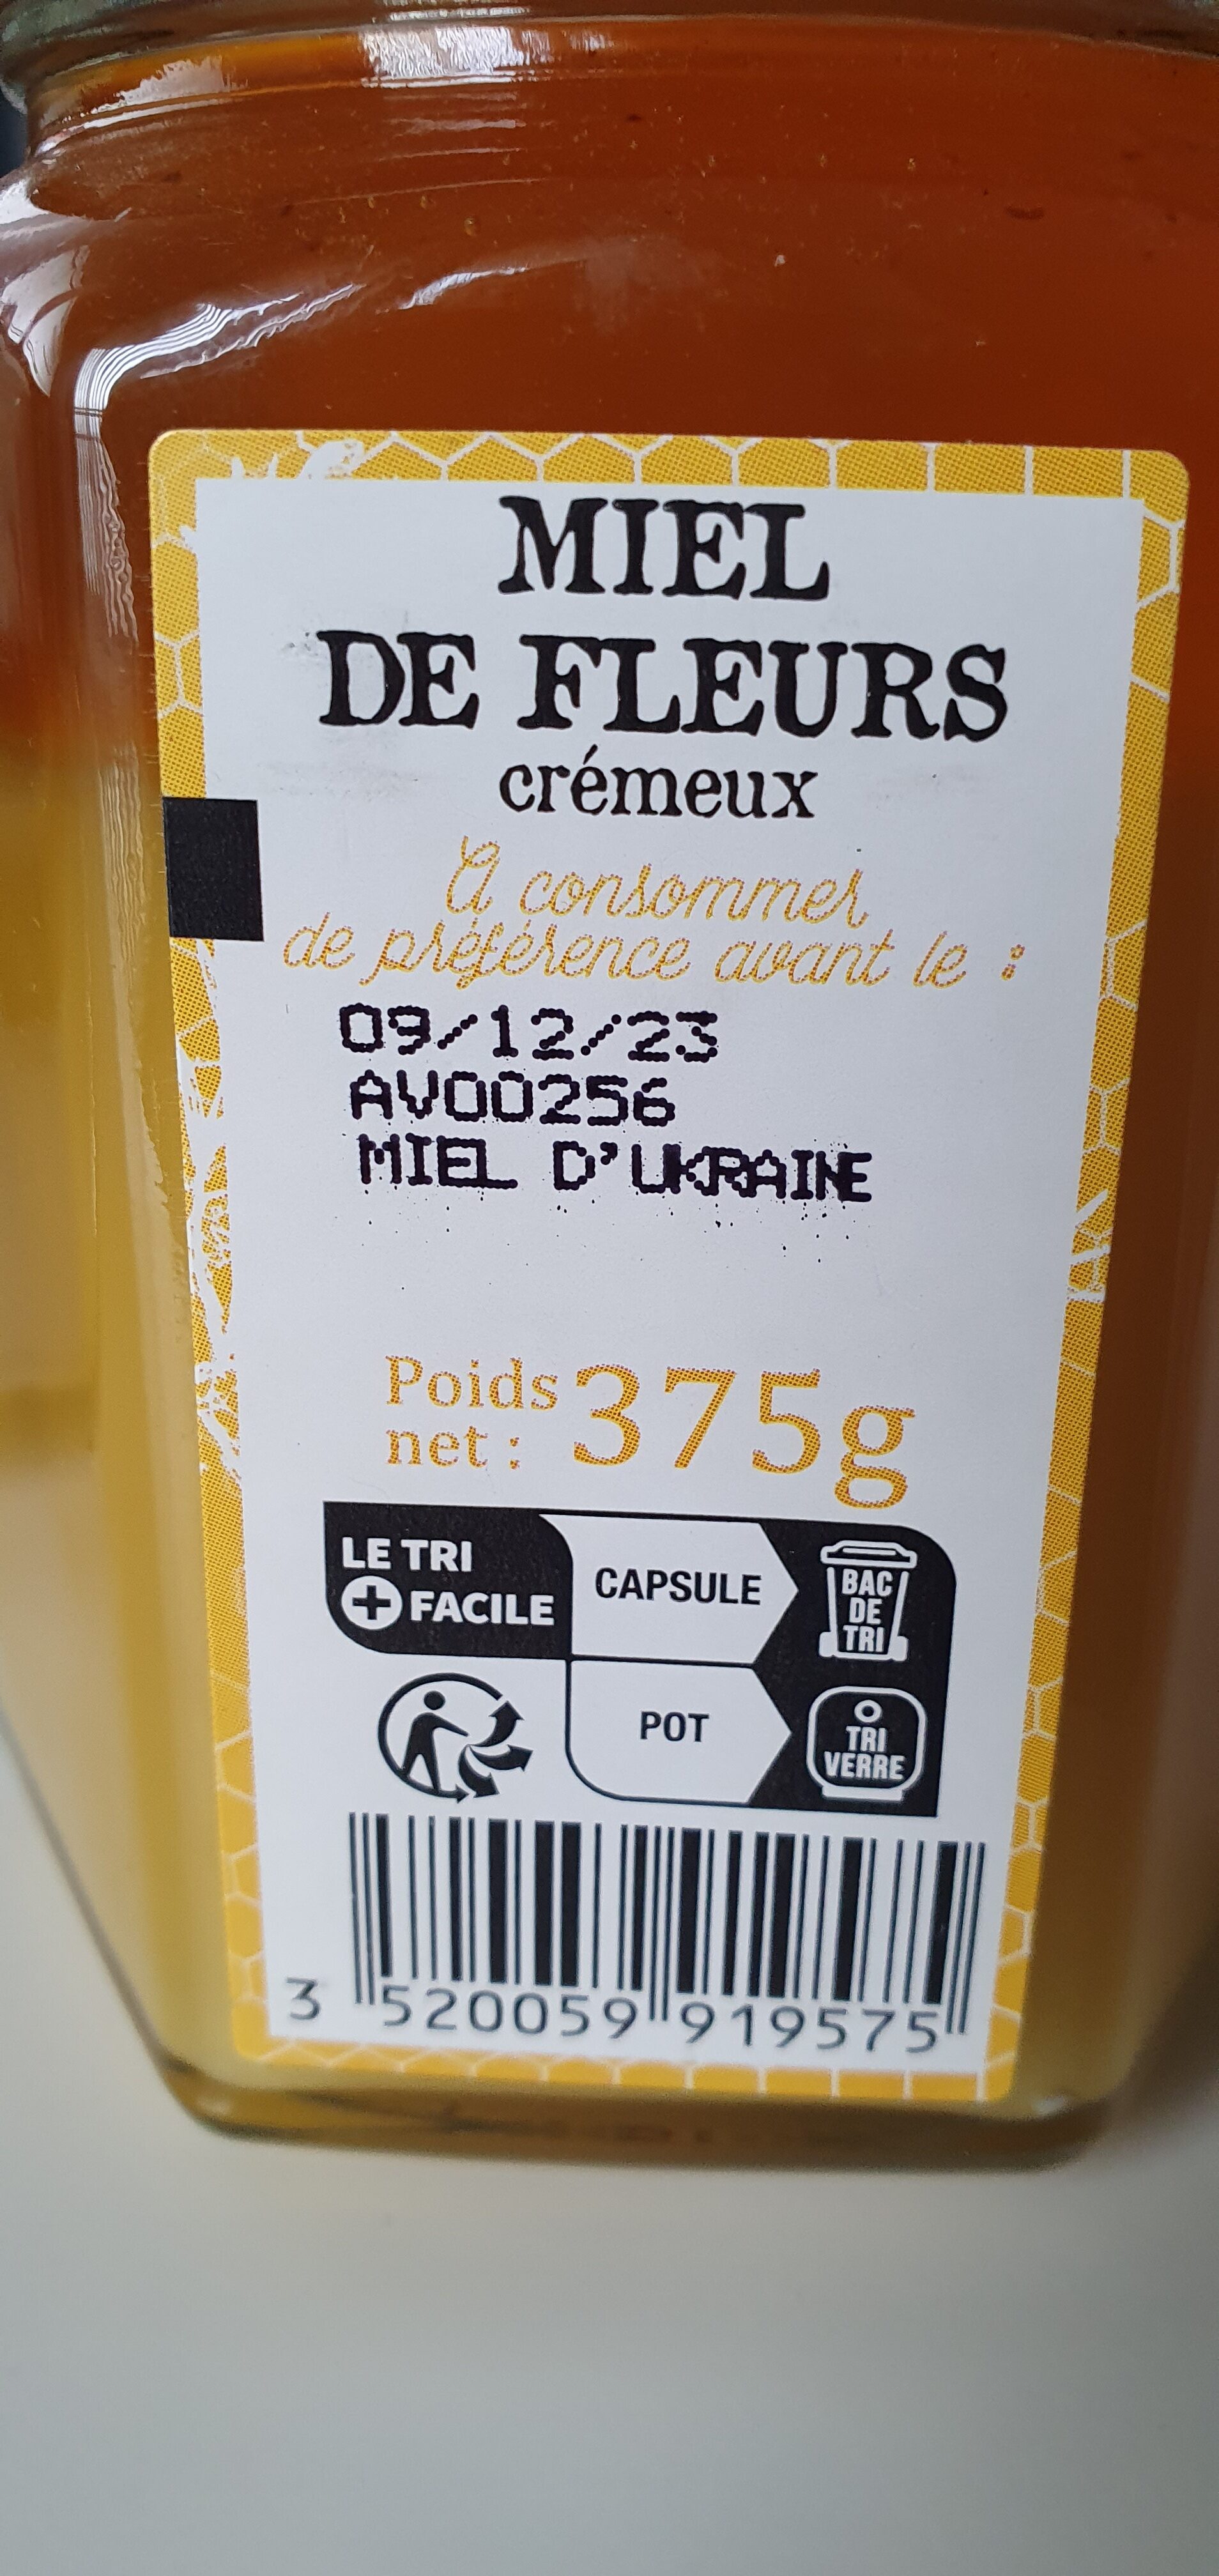 MIEL
DE FLEURS
crémeux
A consommer
de préférence avant le :
09/12/23
AV00256
MIEL D'UKRAINE
Poids
net : 375g
LE TRI
+ FACILE
CAPSULE
BAC
DE
TRI
POT
TRI
VERRE
3 520059 919575